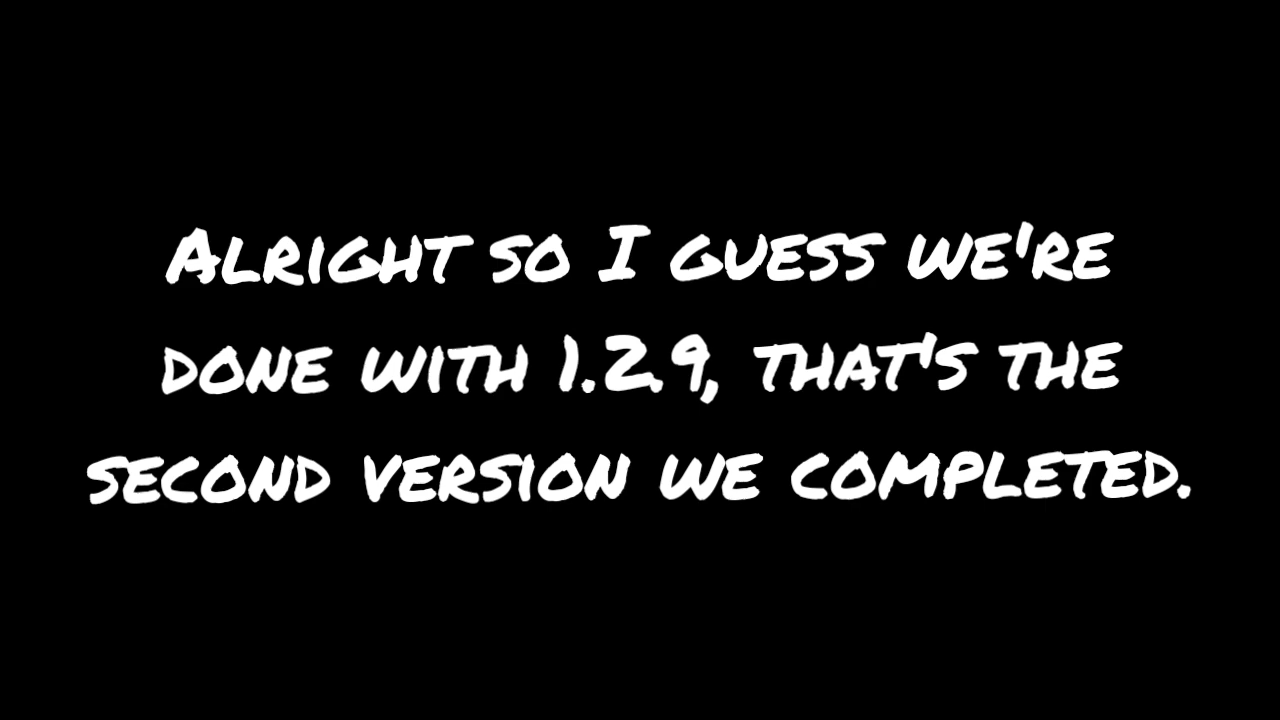 Alright so I guess we're
done with 1.2.9, that's the
second version we completed.